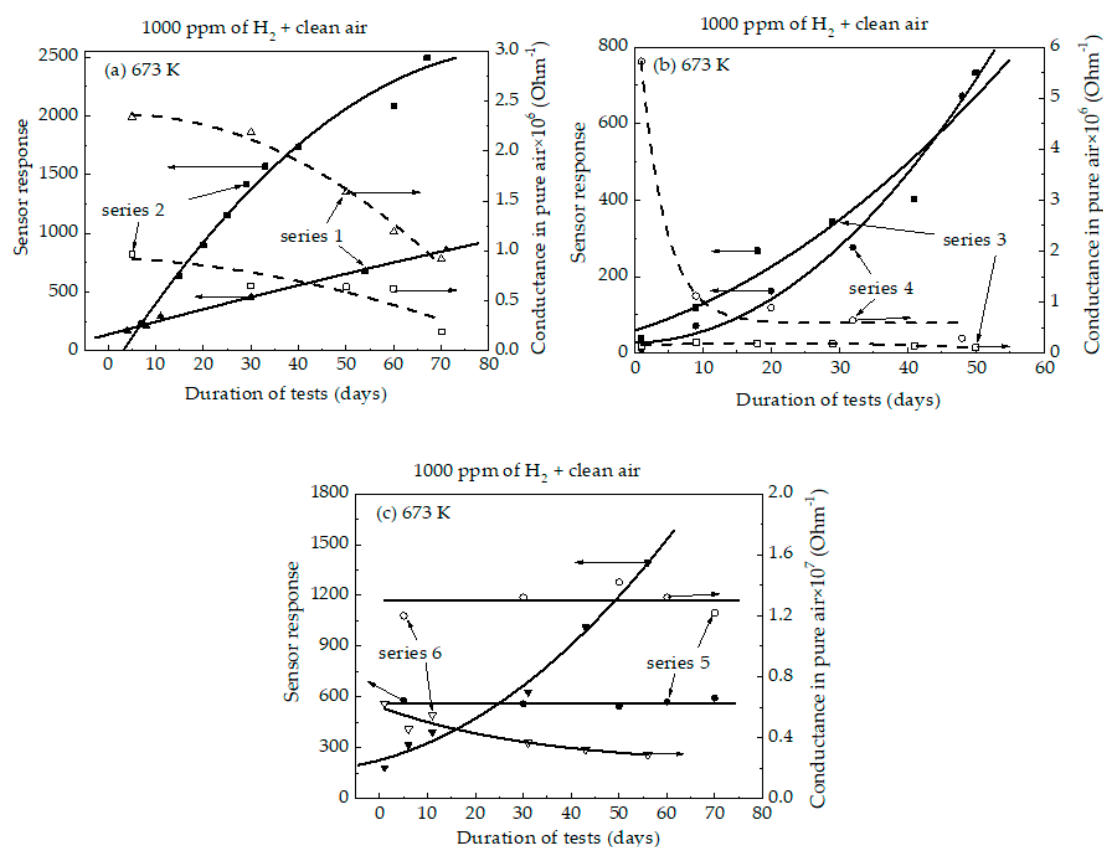 1000 ppm of H₂ + clean air
(a) 673 K
Sensor response
2500
2000
1500
1000
500
0
series 2
series 1
3.0
2.5
2.0
1.5
1.0
0.5
0.0
Conductance in pure air×10⁶ (Ohm⁻¹)
0 10 20 30 40 50 60 70 80
Duration of tests (days)
1000 ppm of H₂ + clean air
(b) 673 K
Sensor response
800
600
400
200
0
series 3
series 4
6
5
4
3
2
1
0
Conductance in pure air×10⁶ (Ohm⁻¹)
0 10 20 30 40 50 60
Duration of tests (days)
1000 ppm of H₂ + clean air
(c) 673 K
Sensor response
1800
1500
1200
900
600
300
0
series 6
series 5
2.0
1.6
1.2
0.8
0.4
0.0
Conductance in pure air×10⁷ (Ohm⁻¹)
0 10 20 30 40 50 60 70 80
Duration of tests (days)